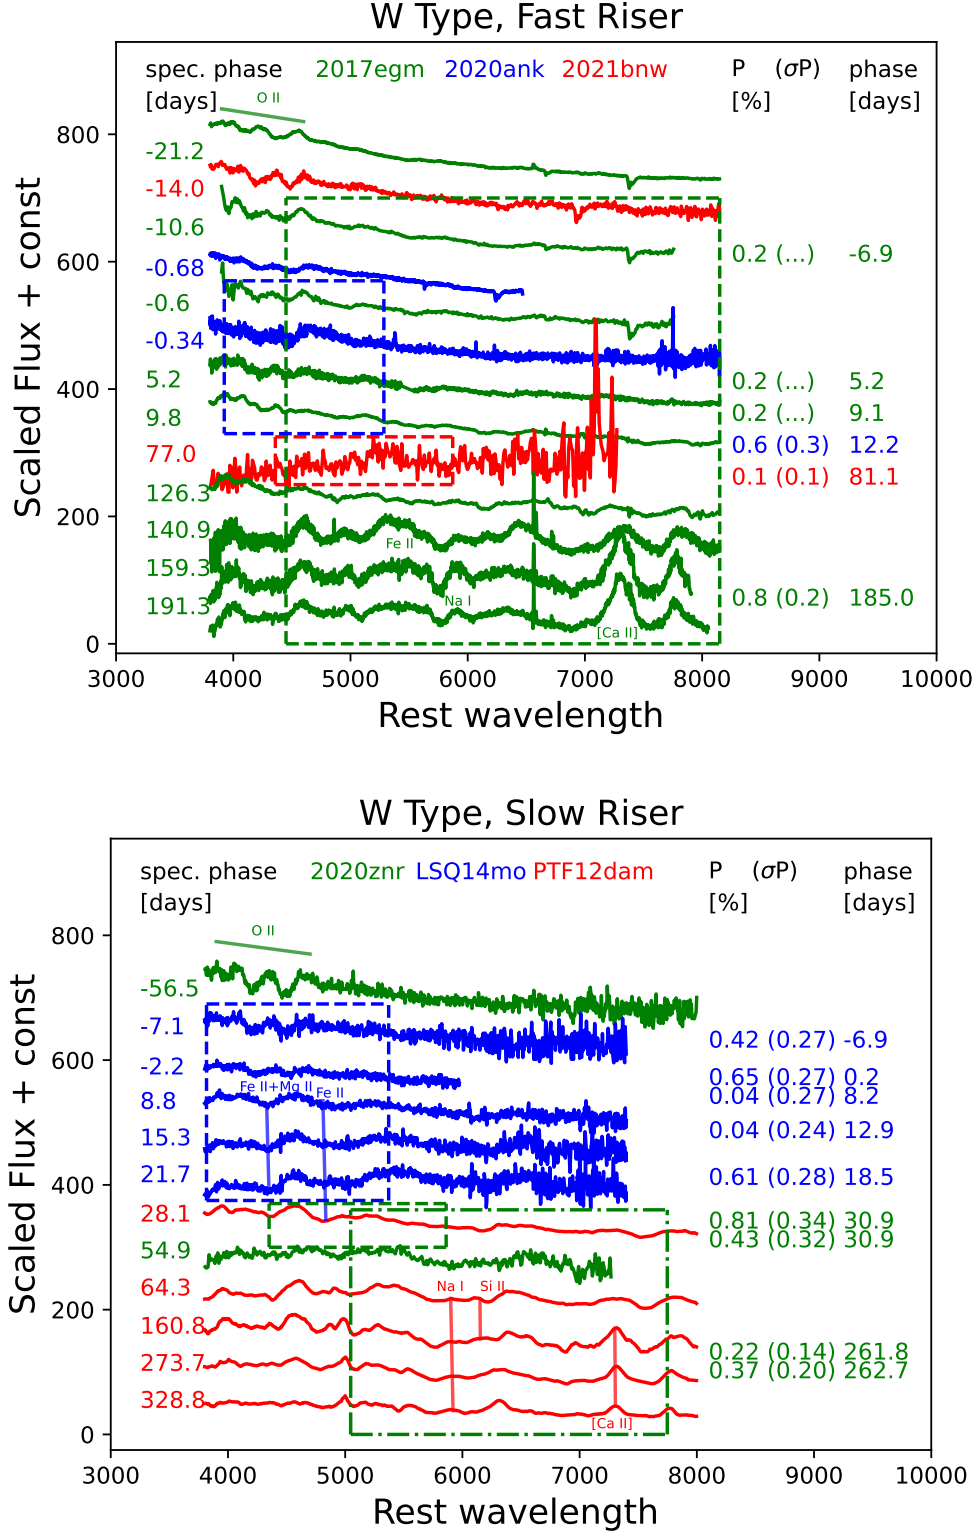 W Type, Fast Riser
spec. phase 2017egm 2020ank 2021bnw P (σP) phase
[days] [%] [days]
O II
800
-21.2
-14.0
-10.6
0.2 (...) -6.9
600
-0.68
-0.6
-0.34
5.2
0.2 (...) 5.2
400
9.8
0.2 (...) 9.1
0.6 (0.3) 12.2
77.0
0.1 (0.1) 81.1
126.3
200
140.9
Fe II
159.3
Na I
191.3
0.8 (0.2) 185.0
[Ca II]
0
3000 4000 5000 6000 7000 8000 9000 10000
Rest wavelength
Scaled Flux + const
W Type, Slow Riser
spec. phase 2020znr LSQ14mo PTF12dam P (σP) phase
[days] [%] [days]
O II
800
-56.5
-7.1
0.42 (0.27) -6.9
600
-2.2
0.65 (0.27) 0.2
Fe II+Mg II Fe II
8.8
0.04 (0.27) 8.2
15.3
0.04 (0.24) 12.9
21.7
0.61 (0.28) 18.5
400
28.1
0.81 (0.34) 30.9
0.43 (0.32) 30.9
54.9
64.3
Na I Si II
200
160.8
0.22 (0.14) 261.8
273.7
0.37 (0.20) 262.7
328.8
[Ca II]
0
3000 4000 5000 6000 7000 8000 9000 10000
Rest wavelength
Scaled Flux + const